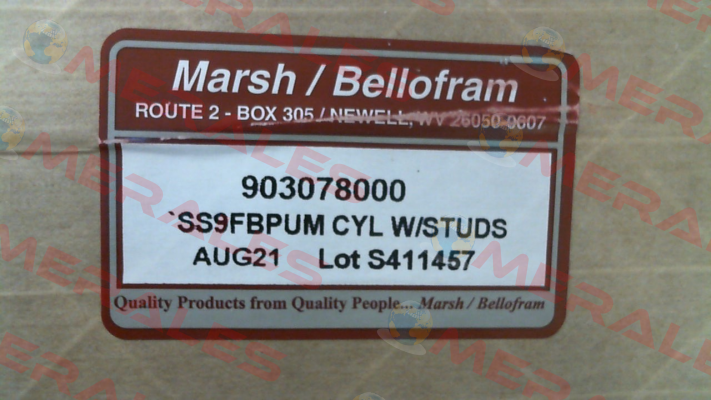 Marsh / Bellofram
ROUTE 2 - BOX 305 / NEWELL, WV 26050-0607
903078000
`SS9FBPUM CYL W/STUDS
AUG21 Lot S411457
Quality Products from Quality People... Marsh / Bellofram